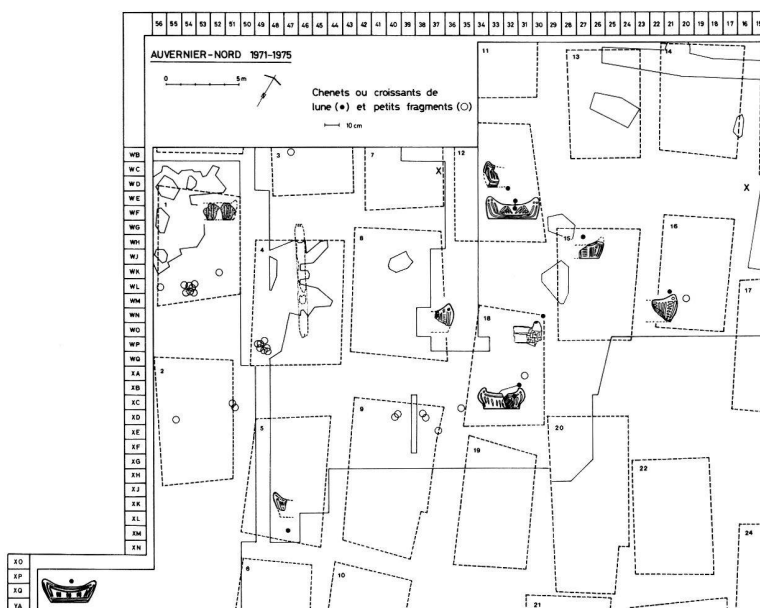 56 55 54 53 52 51 50 49 48 47 46 45 44 43 42 41 40 39 38 37 36 35 34 33 32 31 30 29 28 27 26 25 24 23 22 21 20 19 18 17 16 15
AUVERNIER-NORD 1971-1975
0 5m
Chenets ou croissants de
lune (•) et petits fragments (○)
10 cm
11
13
14
WB
3
7
12
WC
X
WD
X
WE
1
WF
WG
16
WH
4
8
15
WJ
WK
WL
WM
17
WN
18
WO
WP
WQ
2
XA
XB
XC
9
XD
5
20
XE
XF
19
XG
22
XH
XJ
XK
XL
XM
24
XN
XO
6
10
XP
XQ
21
YA